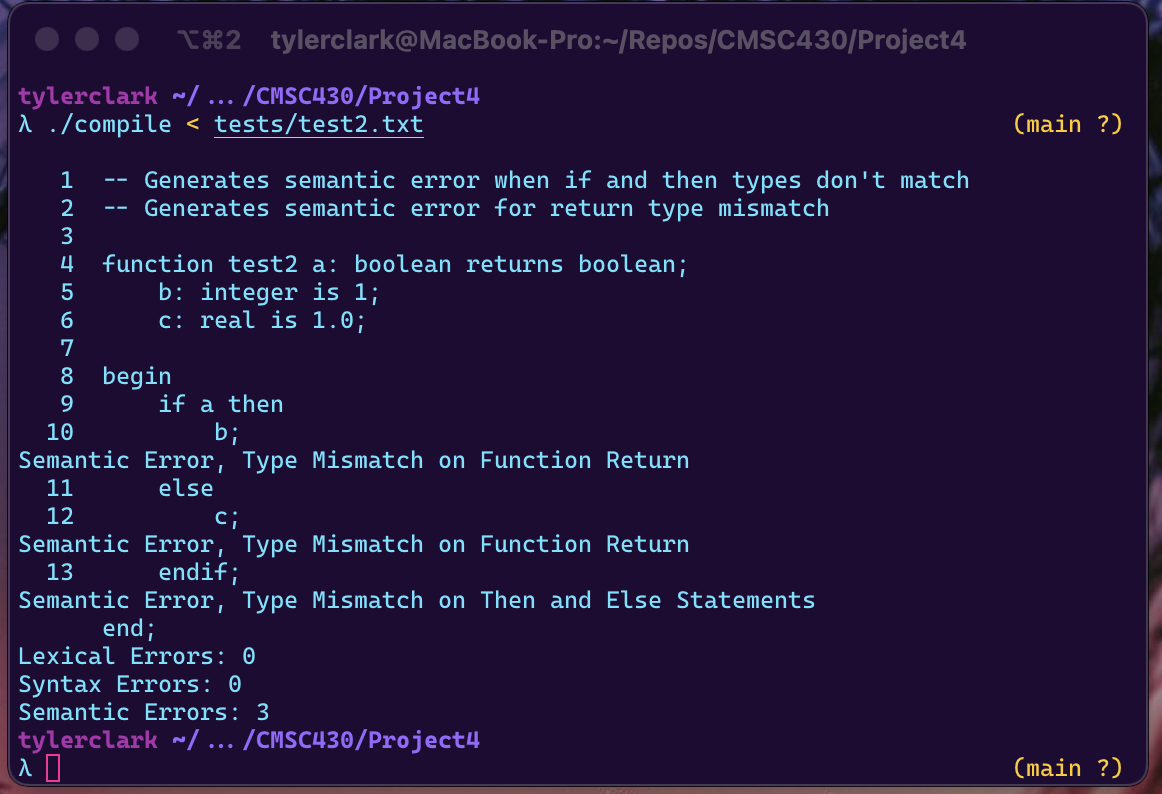 ⌥⌘2 tylerclark@MacBook-Pro:~/Repos/CMSC430/Project4
tylerclark ~/ … /CMSC430/Project4
λ ./compile < tests/test2.txt (main ?)
1 -- Generates semantic error when if and then types don't match
2 -- Generates semantic error for return type mismatch
3
4 function test2 a: boolean returns boolean;
5 b: integer is 1;
6 c: real is 1.0;
7
8 begin
9 if a then
10 b;
Semantic Error, Type Mismatch on Function Return
11 else
12 c;
Semantic Error, Type Mismatch on Function Return
13 endif;
Semantic Error, Type Mismatch on Then and Else Statements
end;
Lexical Errors: 0
Syntax Errors: 0
Semantic Errors: 3
tylerclark ~/ … /CMSC430/Project4
λ (main ?)